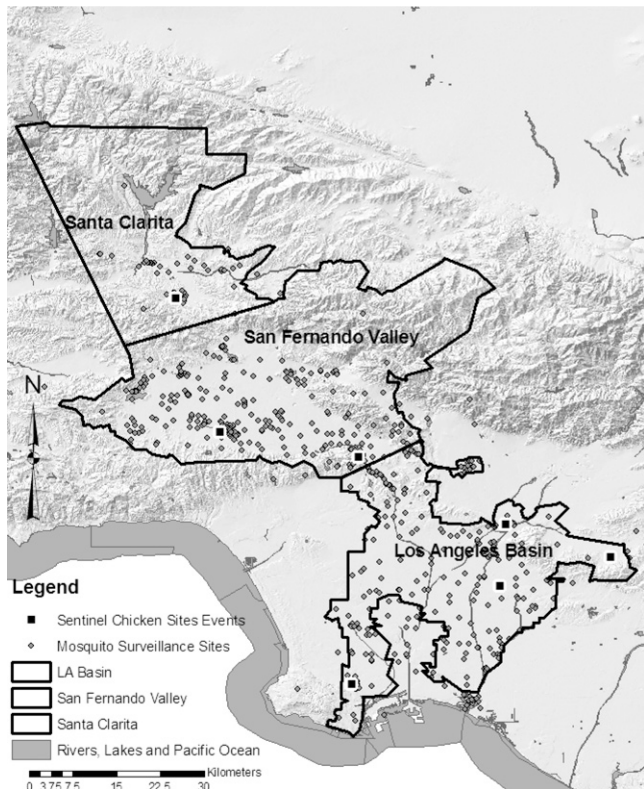 Santa Clarita
San Fernando Valley
N
Los Angeles Basin
Legend
Sentinel Chicken Sites Events
Mosquito Surveillance Sites
LA Basin
San Fernando Valley
Santa Clarita
Rivers, Lakes and Pacific Ocean
Kilometers
0 3.75 7.5 15 22.5 30